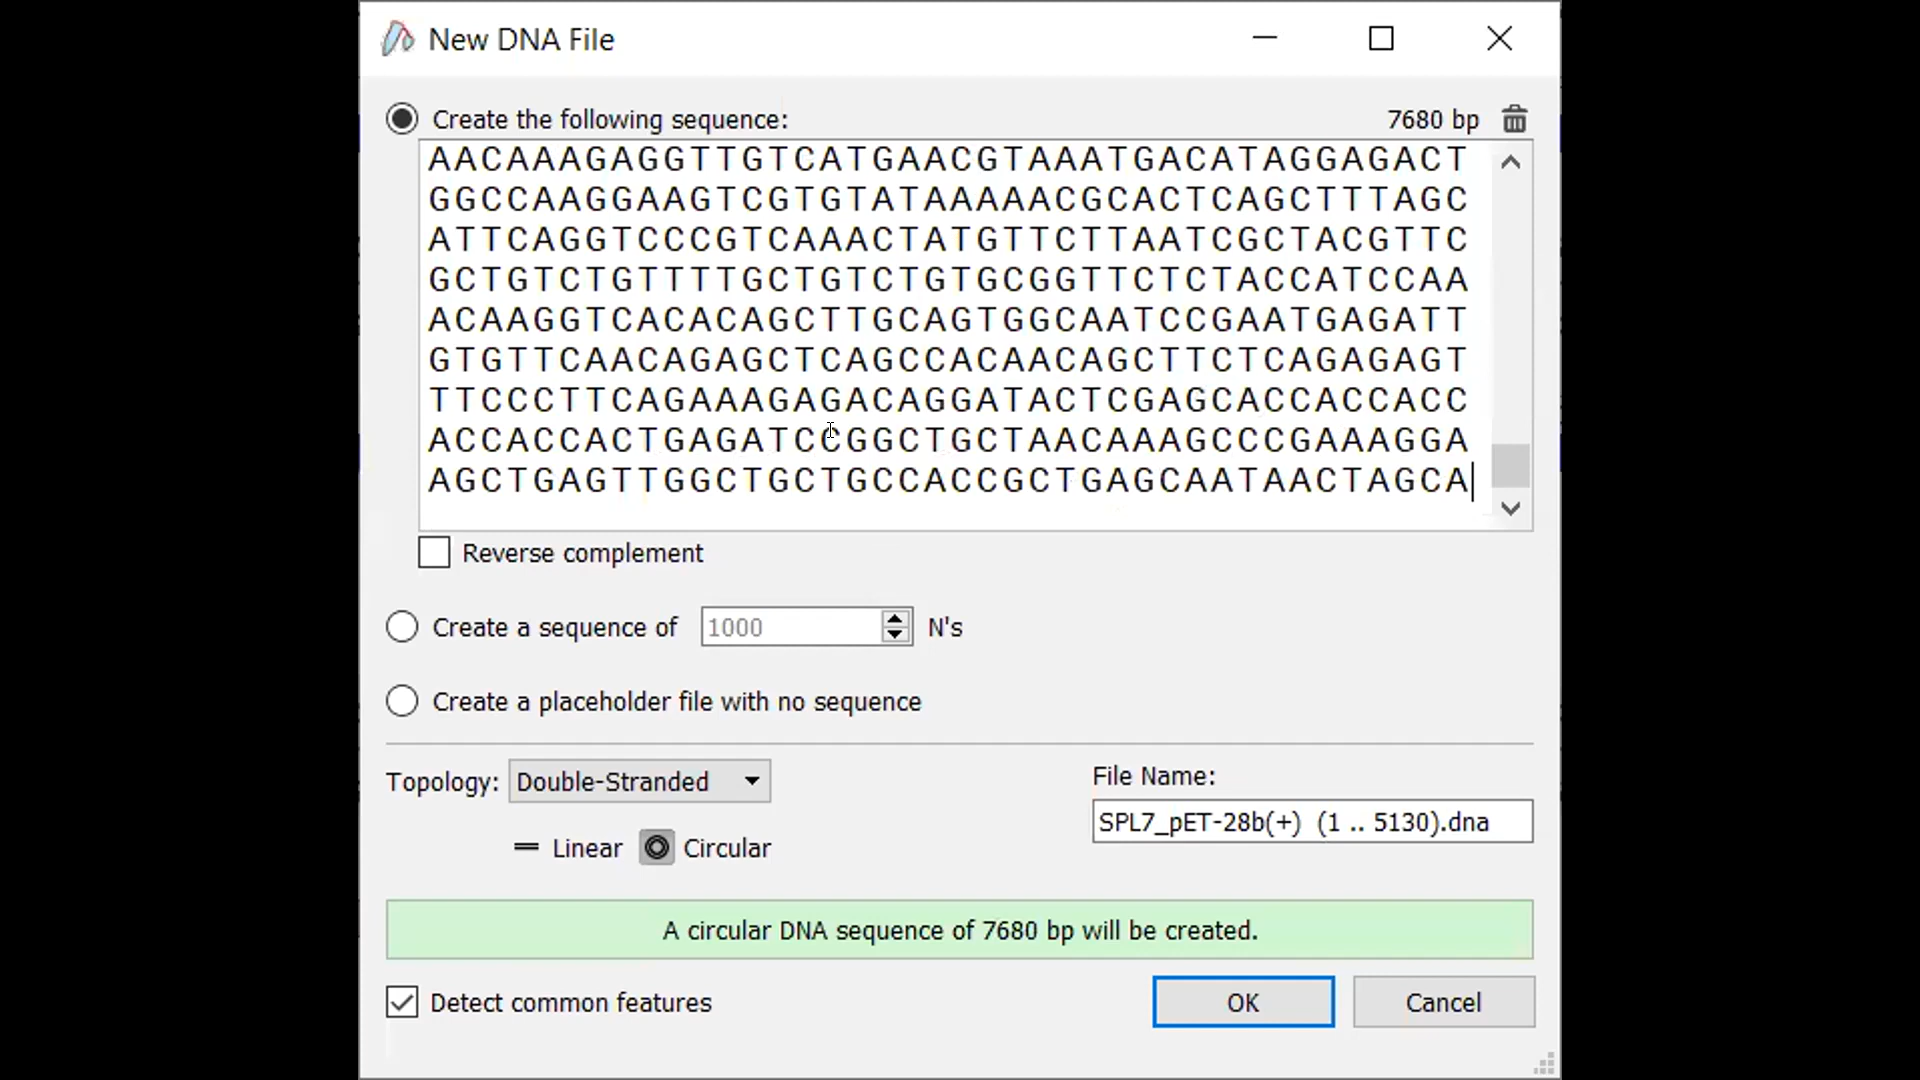 New DNA File
Create the following sequence: 7680 bp
AACAAAGAGGTTGTCATGAACGTAAATGACATAGGAGACT
GGCCAAGGAAGTCGTGTATAAAAACGCACTCAGCTTTAGC
ATTCAGGTCCCGTCAAACTATGTTCTTAATCGCTACGTTC
GCTGTCTGTTTTGCTGTCTGTGCGGTTCTCTACCATCCAA
ACAAGGTCACACAGCTTGCAGTGGCAATCCGAATGAGATT
GTGTTCAACAGAGCTCAGCCACAACAGCTTCTCAGAGAGT
TTCCCTTCAGAAAGAGACAGGATACTCGAGCACCACCACC
ACCACCACTGAGATCCGGCTGCTAACAAAGCCCGAAAGGA
AGCTGAGTTGGCTGCTGCCACCGCTGAGCAATAACTAGCA
Reverse complement
Create a sequence of 1000 N's
Create a placeholder file with no sequence
Topology: Double-Stranded
Linear Circular
File Name:
SPL7_pET-28b(+) (1 .. 5130).dna
A circular DNA sequence of 7680 bp will be created.
Detect common features
OK Cancel